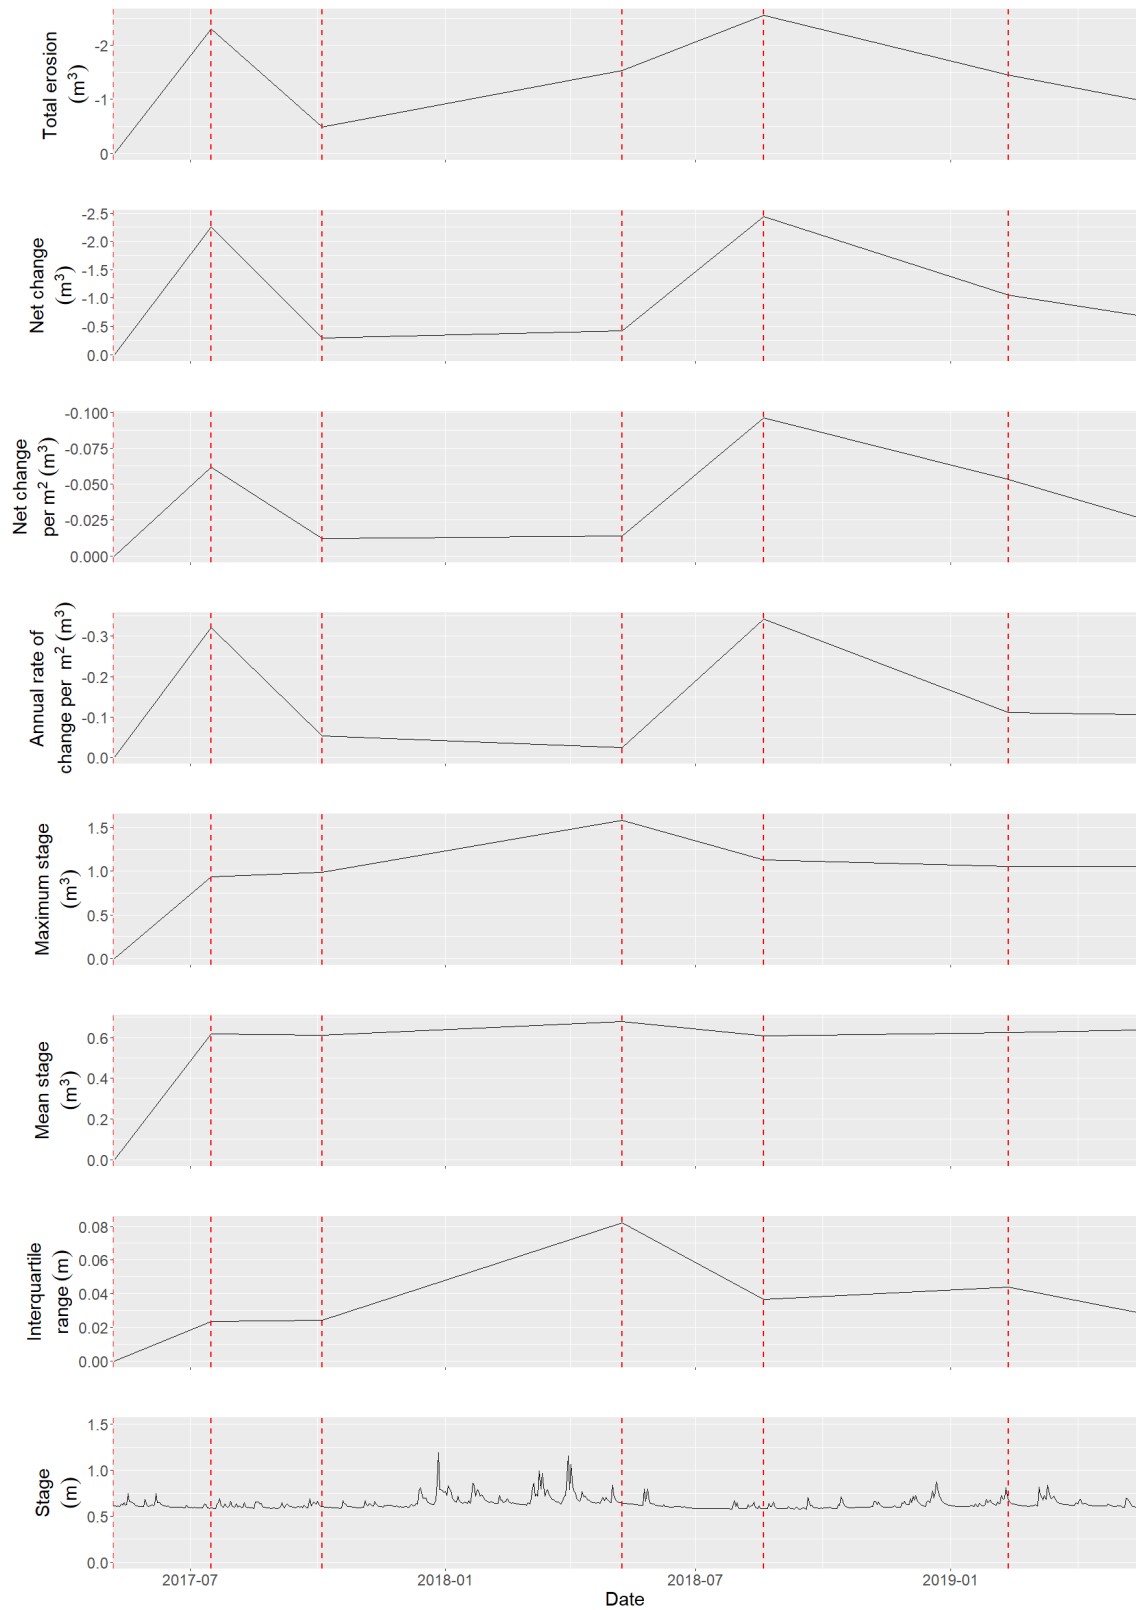 Total erosion
(m³)
-2
-1
0
Net change
(m³)
-2.5
-2.0
-1.5
-1.0
-0.5
0.0
Net change
per m² (m³)
-0.100
-0.075
-0.050
-0.025
0.000
Annual rate of
change per m² (m³)
-0.3
-0.2
-0.1
0.0
Maximum stage
(m³)
1.5
1.0
0.5
0.0
Mean stage
(m³)
0.6
0.4
0.2
0.0
Interquartile
range (m)
0.08
0.06
0.04
0.02
0.00
Stage
(m)
1.5
1.0
0.5
0.0
2017-07 2018-01 2018-07 2019-01
Date